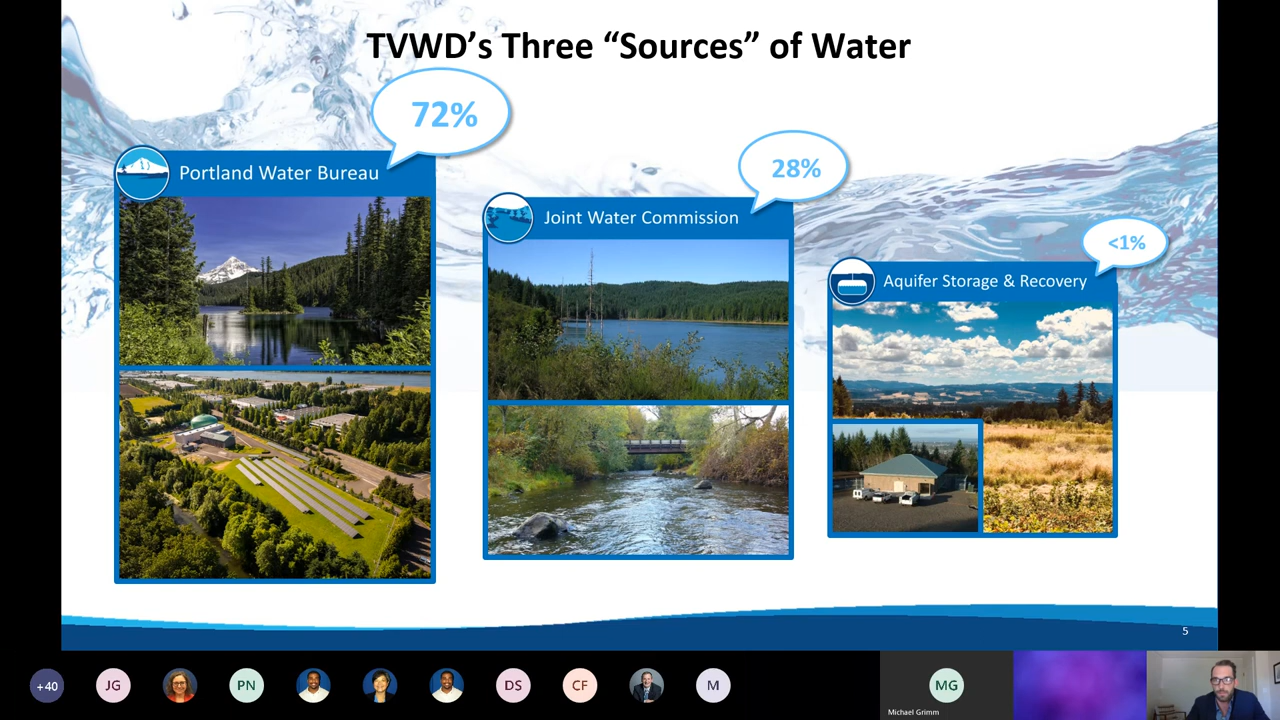 TVWD’s Three “Sources” of Water
72%
Portland Water Bureau
28%
Joint Water Commission
<1%
Aquifer Storage & Recovery
5
+40
JG
PN
DS
CF
M
MG
Michael Grimm